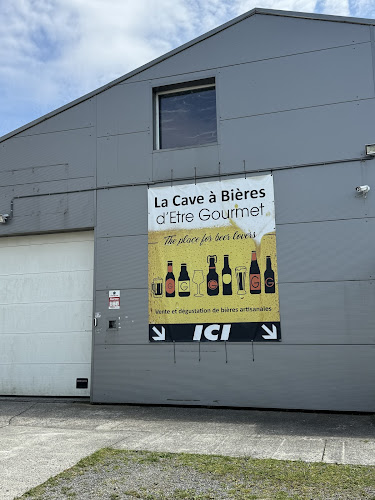 La Cave à Bières
d'Etre Gourmet
The place for beer lovers
Vente et dégustation de bières artisanales
ICI